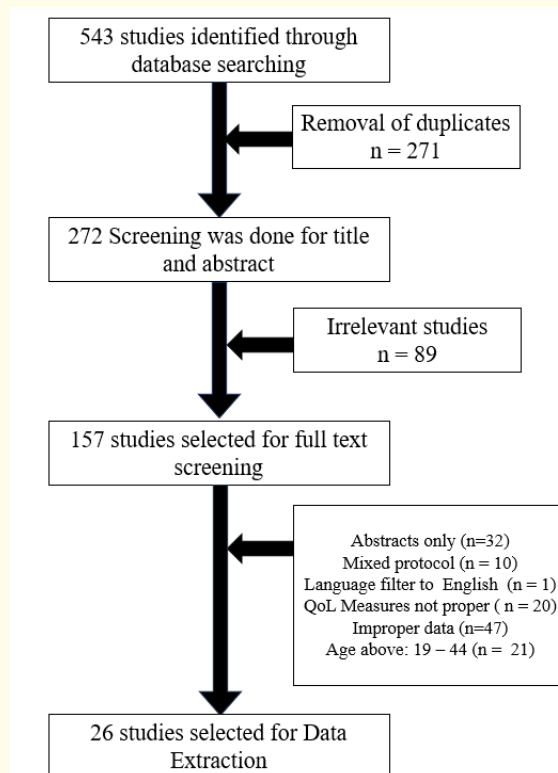 543 studies identified through
database searching
Removal of duplicates
n = 271
272 Screening was done for title
and abstract
Irrelevant studies
n = 89
157 studies selected for full text
screening
Abstracts only (n=32)
Mixed protocol (n = 10)
Language filter to English (n = 1)
QoL Measures not proper ( n = 20)
Improper data (n=47)
Age above: 19 – 44 (n = 21)
26 studies selected for Data
Extraction